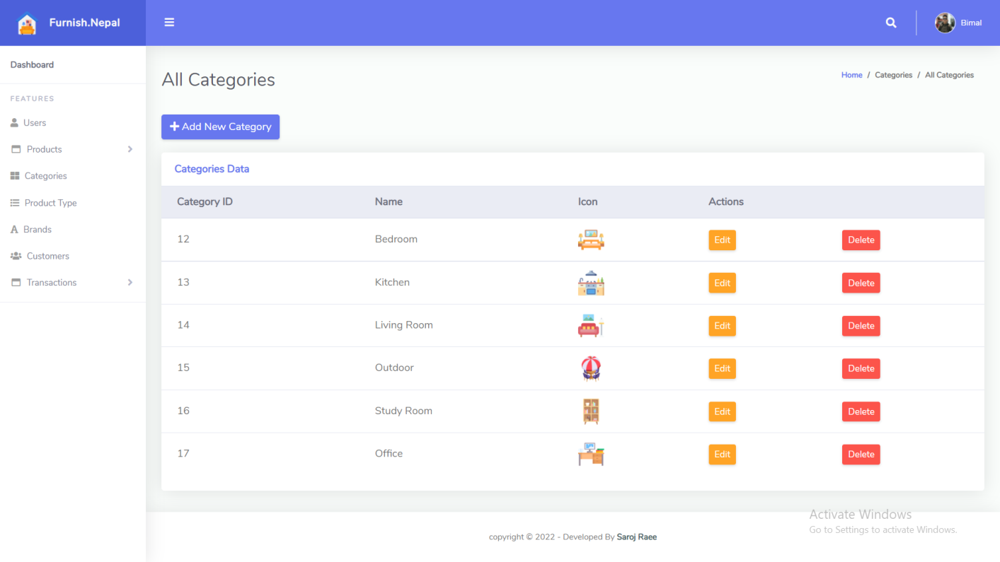 Furnish.Nepal
Bimal
Dashboard
FEATURES
Users
Products
Categories
Product Type
Brands
Customers
Transactions
All Categories
Home / Categories / All Categories
Add New Category
Categories Data
Category ID Name Icon Actions
12 Bedroom Edit Delete
13 Kitchen Edit Delete
14 Living Room Edit Delete
15 Outdoor Edit Delete
16 Study Room Edit Delete
17 Office Edit Delete
Activate Windows
Go to Settings to activate Windows.
copyright © 2022 - Developed By Saroj Raee